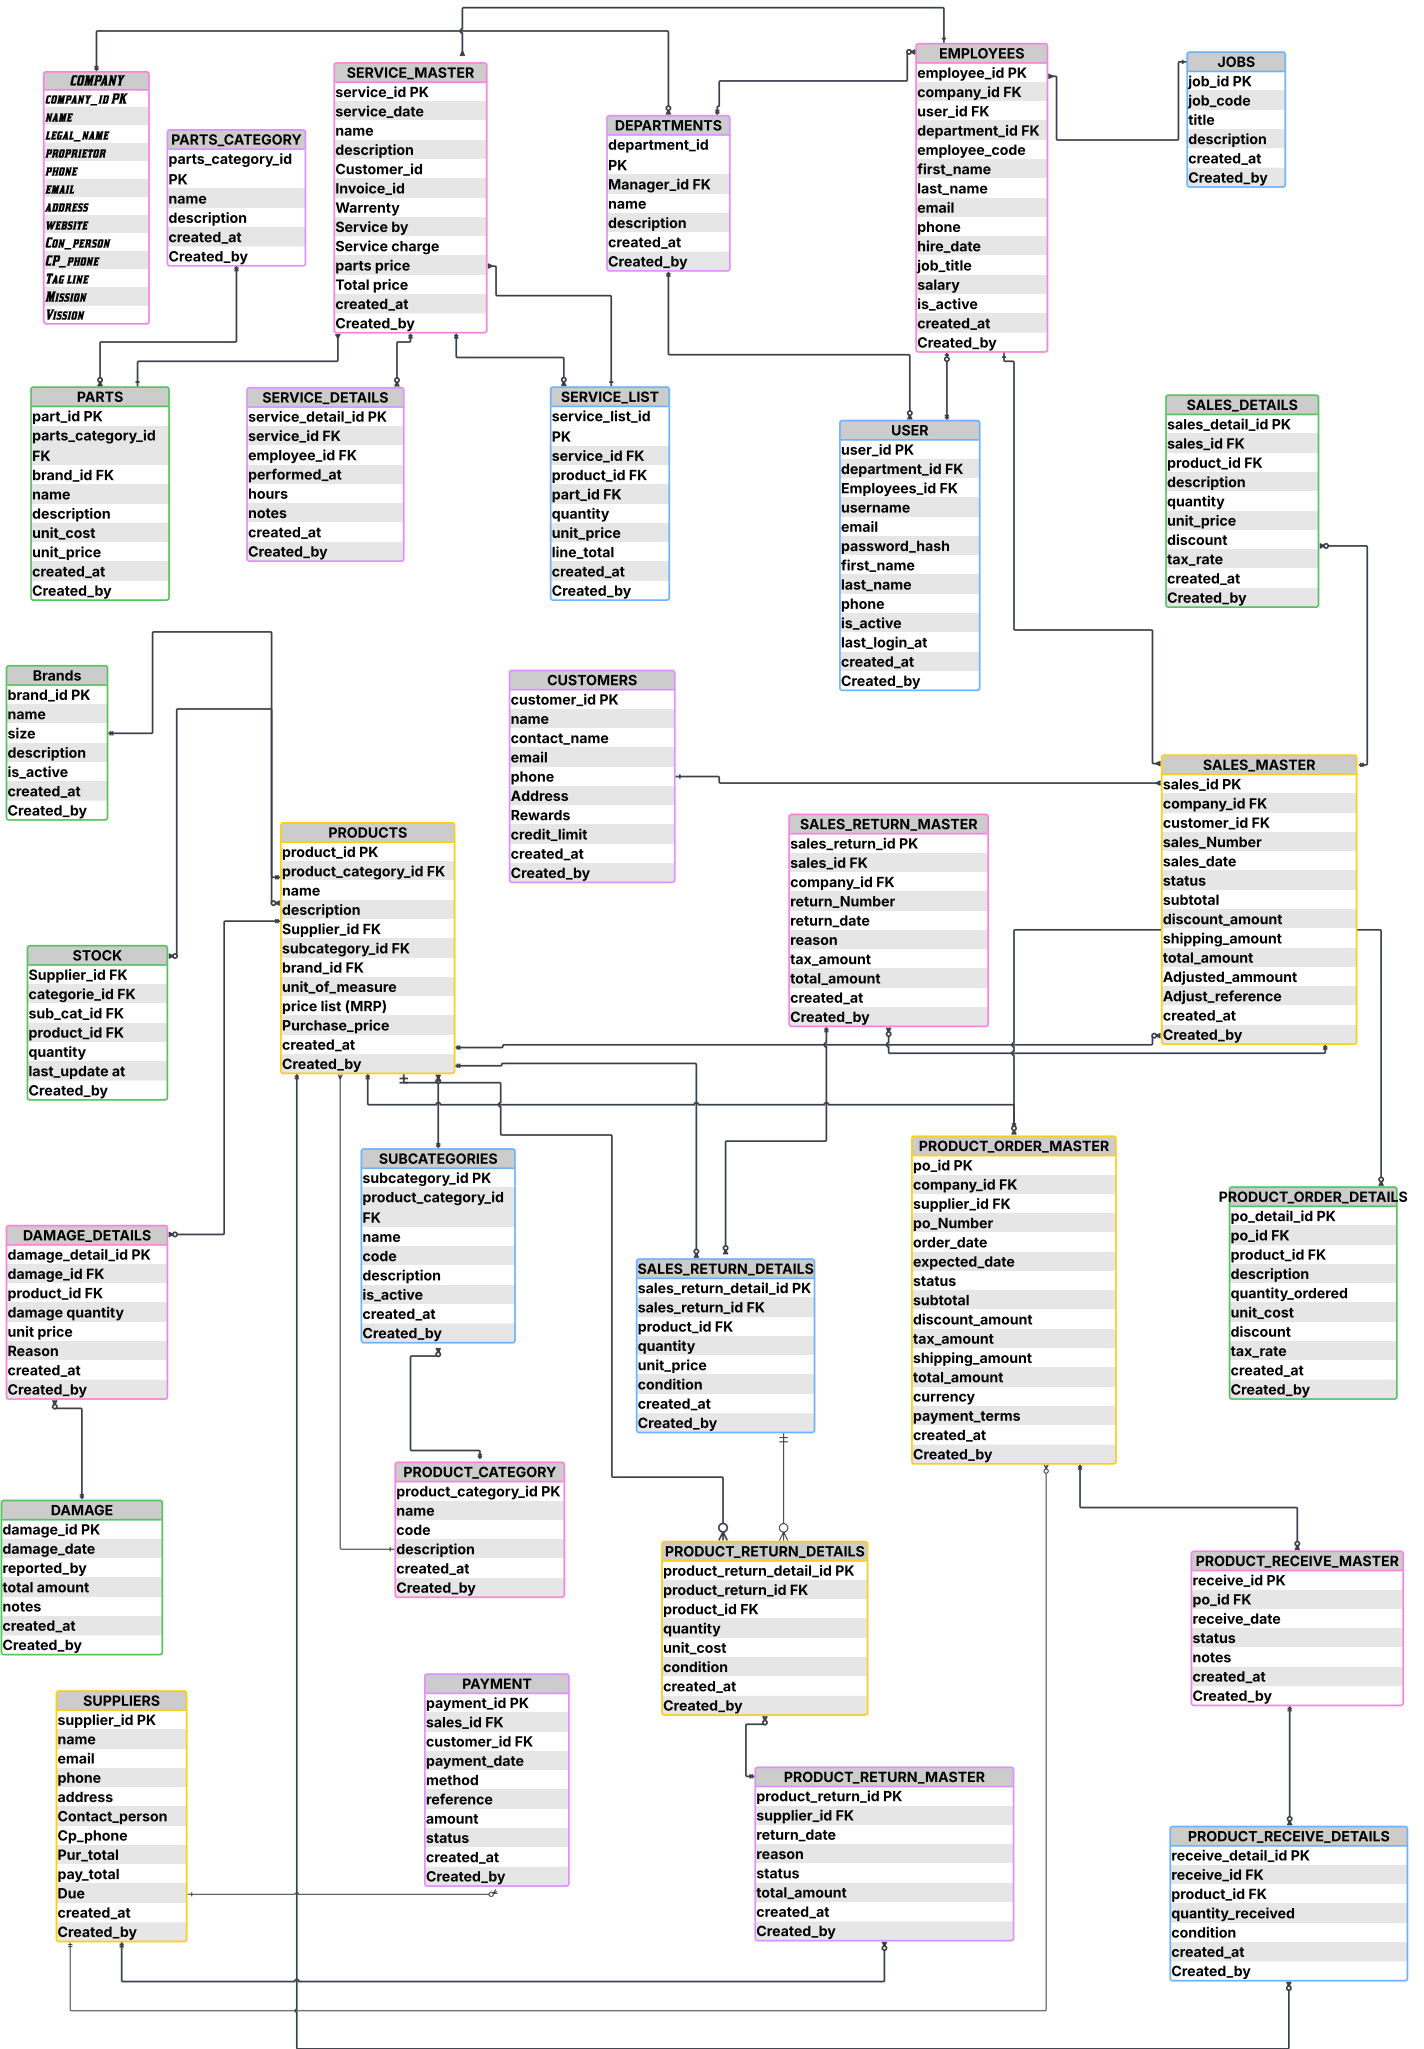 COMPANY
COMPANY_ID PK
NAME
LEGAL_NAME
PROPRIETOR
PHONE
EMAIL
ADDRESS
WEBSITE
CON_PERSON
CP_PHONE
TAG LINE
MISSION
VISSION
PARTS_CATEGORY
parts_category_id
PK
name
description
created_at
Created_by
SERVICE_MASTER
service_id PK
service_date
name
description
Customer_id
Invoice_id
Warrenty
Service by
Service charge
parts price
Total price
created_at
Created_by
DEPARTMENTS
department_id
PK
Manager_id FK
name
description
created_at
Created_by
EMPLOYEES
employee_id PK
company_id FK
user_id FK
department_id FK
employee_code
first_name
last_name
email
phone
hire_date
job_title
salary
is_active
created_at
Created_by
JOBS
job_id PK
job_code
title
description
created_at
Created_by
PARTS
part_id PK
parts_category_id
FK
brand_id FK
name
description
unit_cost
unit_price
created_at
Created_by
SERVICE_DETAILS
service_detail_id PK
service_id FK
employee_id FK
performed_at
hours
notes
created_at
Created_by
SERVICE_LIST
service_list_id
PK
service_id FK
product_id FK
part_id FK
quantity
unit_price
line_total
created_at
Created_by
USER
user_id PK
department_id FK
Employees_id FK
username
email
password_hash
first_name
last_name
phone
is_active
last_login_at
created_at
Created_by
SALES_DETAILS
sales_detail_id PK
sales_id FK
product_id FK
description
quantity
unit_price
discount
tax_rate
created_at
Created_by
Brands
brand_id PK
name
size
description
is_active
created_at
Created_by
CUSTOMERS
customer_id PK
name
contact_name
email
phone
Address
Rewards
credit_limit
created_at
Created_by
SALES_MASTER
sales_id PK
company_id FK
customer_id FK
sales_Number
sales_date
status
subtotal
discount_amount
shipping_amount
total_amount
Adjusted_ammount
Adjust_reference
created_at
Created_by
SALES_RETURN_MASTER
sales_return_id PK
sales_id FK
company_id FK
return_Number
return_date
reason
tax_amount
total_amount
created_at
Created_by
PRODUCTS
product_id PK
product_category_id FK
name
description
Supplier_id FK
subcategory_id FK
brand_id FK
unit_of_measure
price list (MRP)
Purchase_price
created_at
Created_by
STOCK
Supplier_id FK
categorie_id FK
sub_cat_id FK
product_id FK
quantity
last_update at
Created_by
SUBCATEGORIES
subcategory_id PK
product_category_id
FK
name
code
description
is_active
created_at
Created_by
PRODUCT_ORDER_MASTER
po_id PK
company_id FK
supplier_id FK
po_Number
order_date
expected_date
status
subtotal
discount_amount
tax_amount
shipping_amount
total_amount
currency
payment_terms
created_at
Created_by
PRODUCT_ORDER_DETAILS
po_detail_id PK
po_id FK
product_id FK
description
quantity_ordered
unit_cost
discount
tax_rate
created_at
Created_by
DAMAGE_DETAILS
damage_detail_id PK
damage_id FK
product_id FK
damage quantity
unit price
Reason
created_at
Created_by
SALES_RETURN_DETAILS
sales_return_detail_id PK
sales_return_id FK
product_id FK
quantity
unit_price
condition
created_at
Created_by
PRODUCT_CATEGORY
product_category_id PK
name
code
description
created_at
Created_by
DAMAGE
damage_id PK
damage_date
reported_by
total amount
notes
created_at
Created_by
PRODUCT_RETURN_DETAILS
product_return_detail_id PK
product_return_id FK
product_id FK
quantity
unit_cost
condition
created_at
Created_by
PRODUCT_RECEIVE_MASTER
receive_id PK
po_id FK
receive_date
status
notes
created_at
Created_by
SUPPLIERS
supplier_id PK
name
email
phone
address
Contact_person
Cp_phone
Pur_total
pay_total
Due
created_at
Created_by
PAYMENT
payment_id PK
sales_id FK
customer_id FK
payment_date
method
reference
amount
status
created_at
Created_by
PRODUCT_RETURN_MASTER
product_return_id PK
supplier_id FK
return_date
reason
status
total_amount
created_at
Created_by
PRODUCT_RECEIVE_DETAILS
receive_detail_id PK
receive_id FK
product_id FK
quantity_received
condition
created_at
Created_by